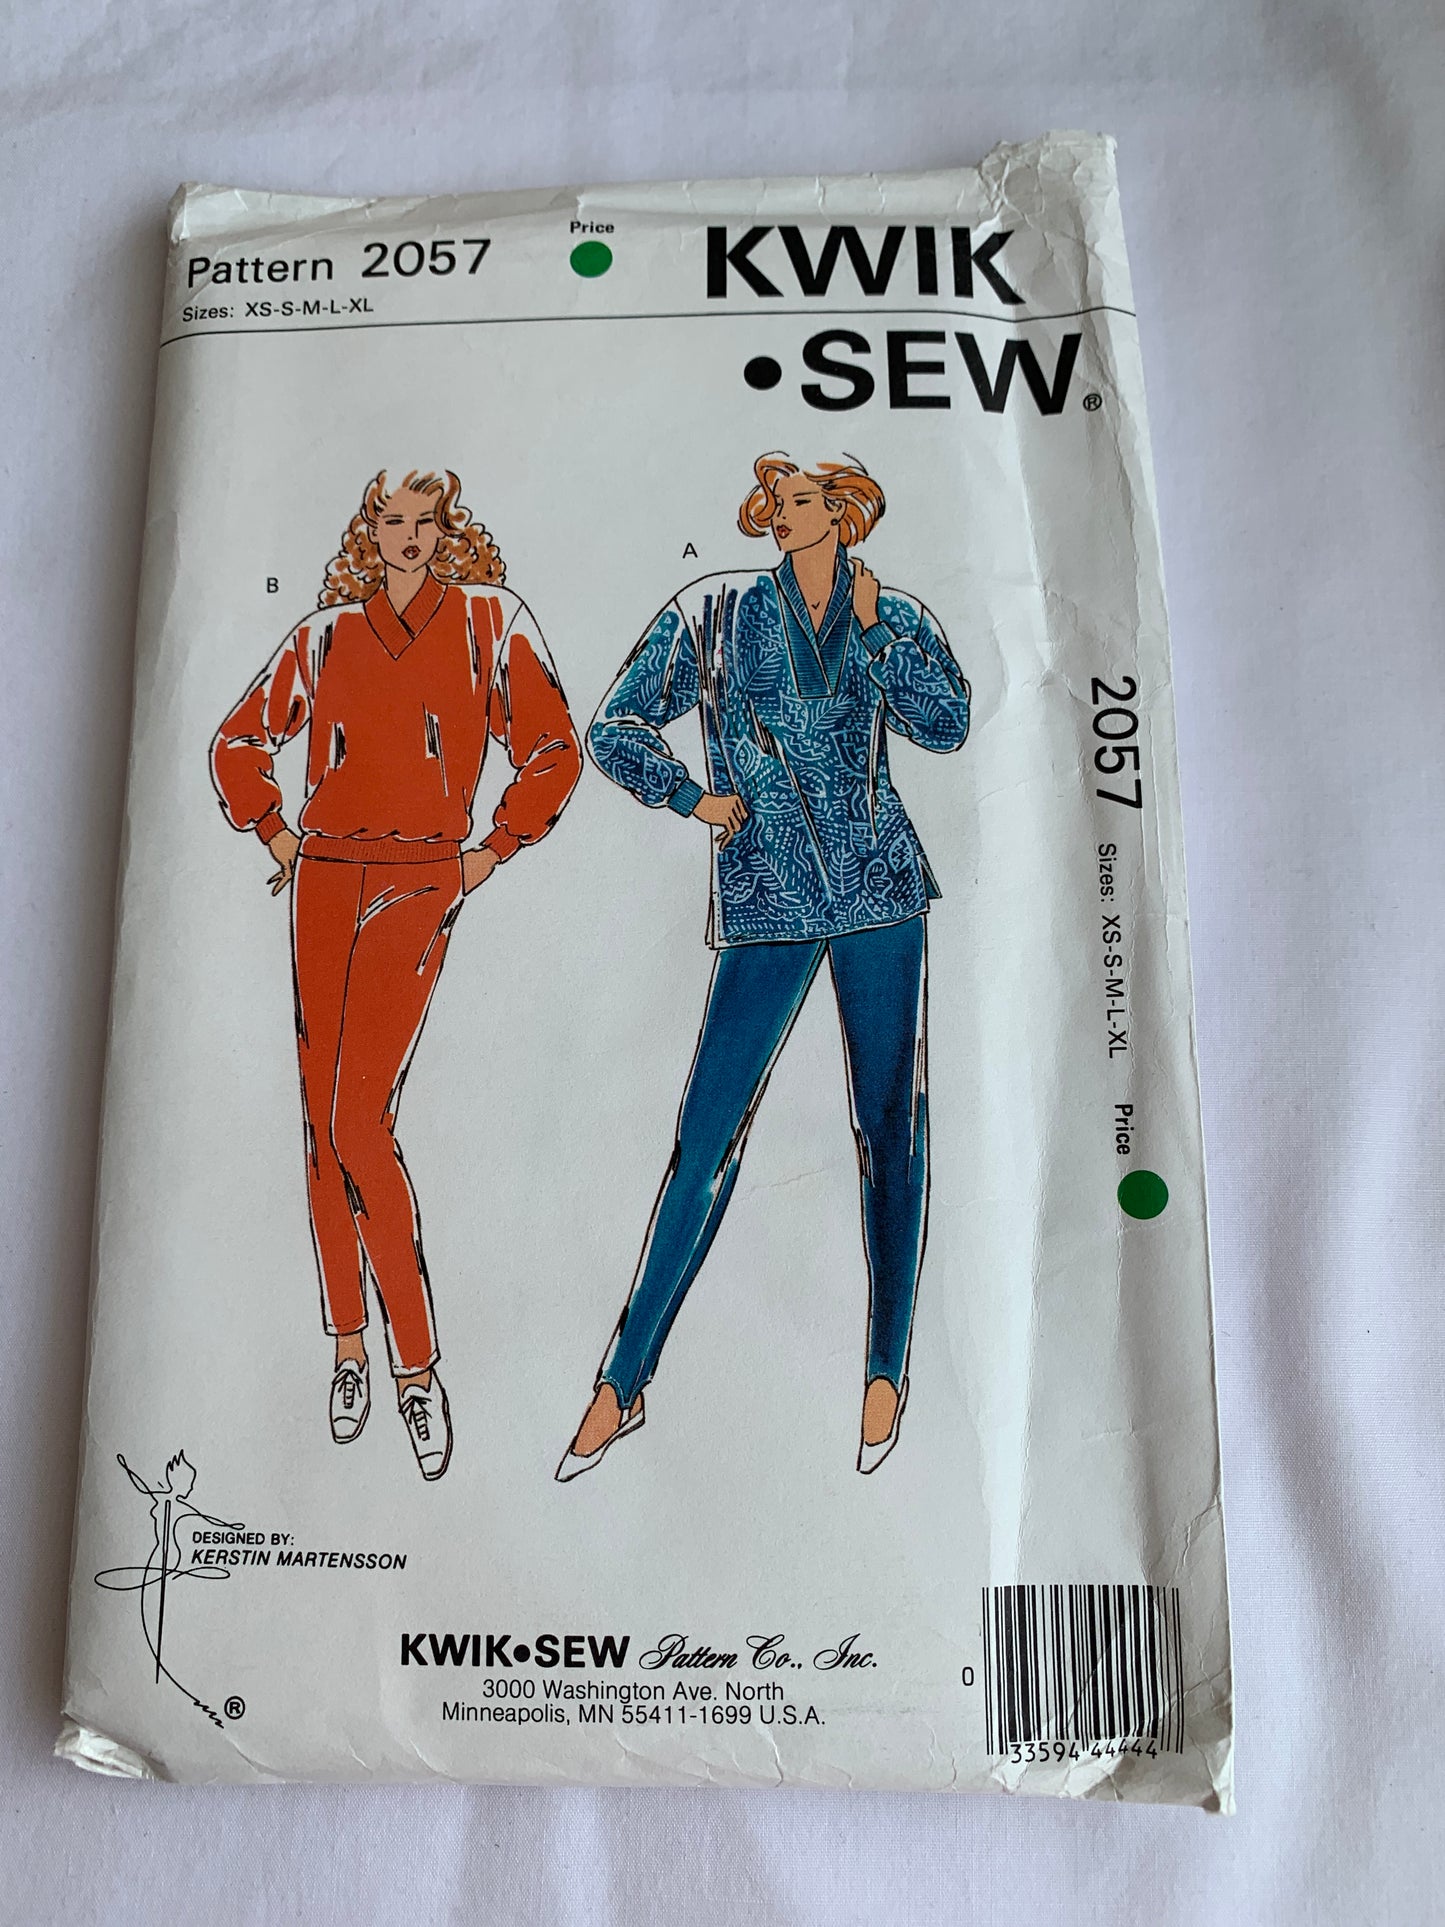 Pattern 2057
Price
Sizes: XS-S-M-L-XL
KWIK
•SEW®
B
A
2057 Sizes: XS-S-M-L-XL Price
DESIGNED BY:
KERSTIN MARTENSSON
®
KWIK•SEW Pattern Co., Inc.
3000 Washington Ave. North
Minneapolis, MN 55411-1699 U.S.A.
0 33594 44444